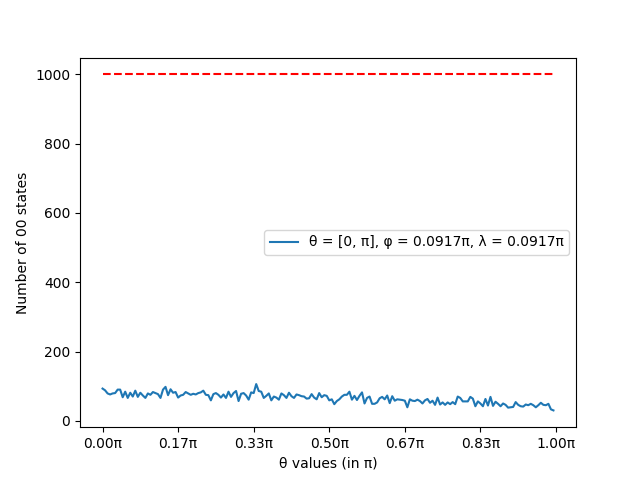 Number of 00 states
1000
800
600
400
200
0
θ = [0, π], φ = 0.0917π, λ = 0.0917π
0.00π 0.17π 0.33π 0.50π 0.67π 0.83π 1.00π
θ values (in π)